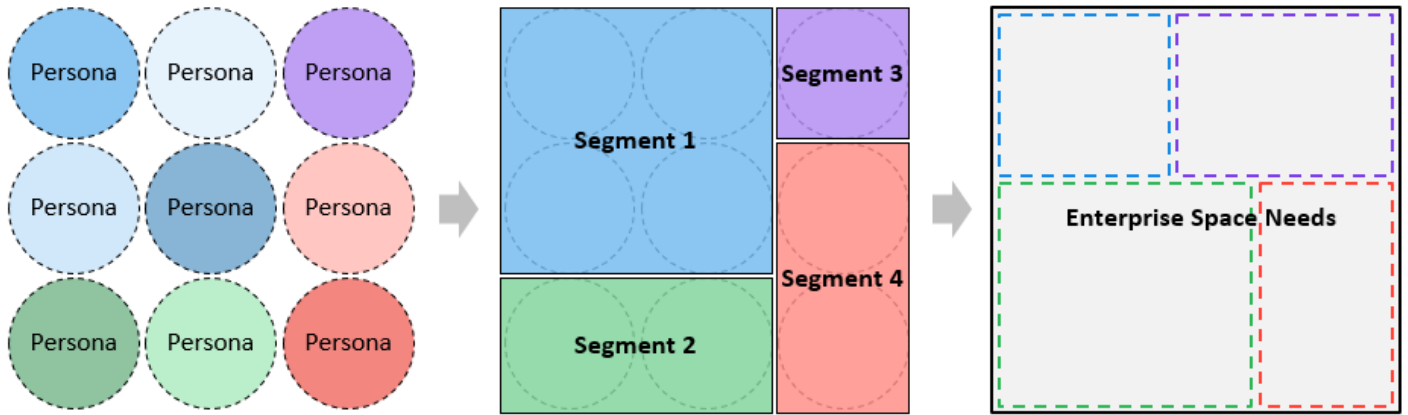 Persona
Persona
Persona
Persona
Persona
Persona
Persona
Persona
Persona
Segment 1
Segment 3
Segment 2
Segment 4
Enterprise Space Needs